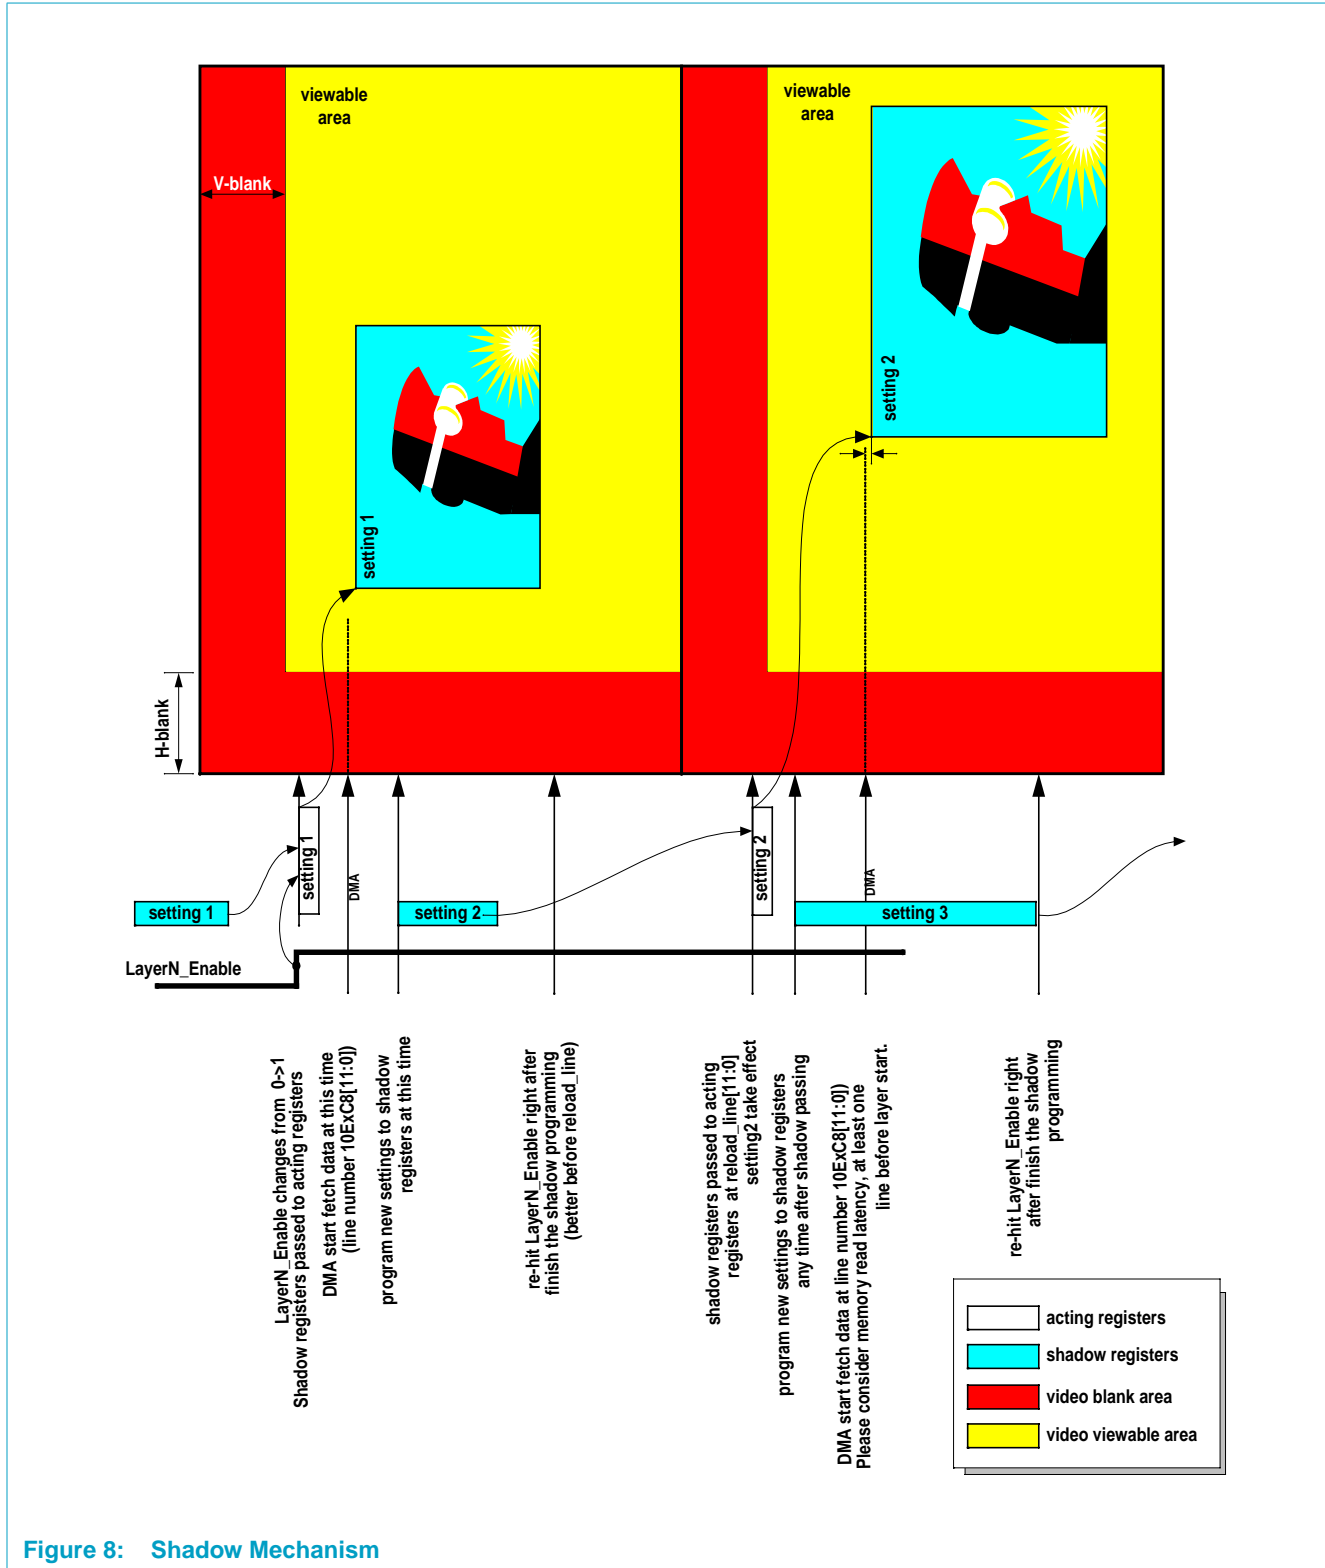 viewable
area
viewable
area
V-blank
setting 2
setting 1
H-blank
setting 1
setting 2
DMA
DMA
setting 1
setting 2
setting 3
LayerN_Enable
LayerN_Enable changes from 0->1
Shadow registers passed to acting registers
DMA start fetch data at this time
(line number 10ExC8[11:0])
program new settings to shadow
registers at this time
re-hit LayerN_Enable right after
finish the shadow programming
(better before reload_line)
shadow registers passed to acting
registers at reload_line[11:0]
setting2 take effect
program new settings to shadow registers
any time after shadow passing
DMA start fetch data at line number 10ExC8[11:0])
Please consider memory read latency, at least one
line before layer start.
re-hit LayerN_Enable right
after finish the shadow
programming
acting registers
shadow registers
video blank area
video viewable area
Figure 8: Shadow Mechanism